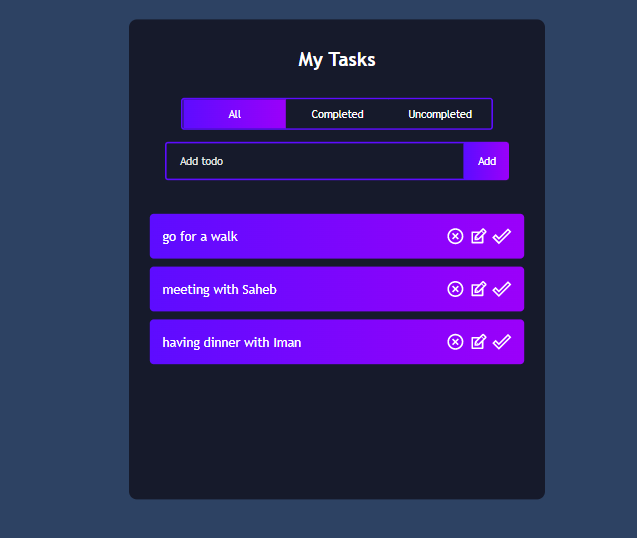 My Tasks
All Completed Uncompleted
Add todo Add
go for a walk
meeting with Saheb
having dinner with Iman